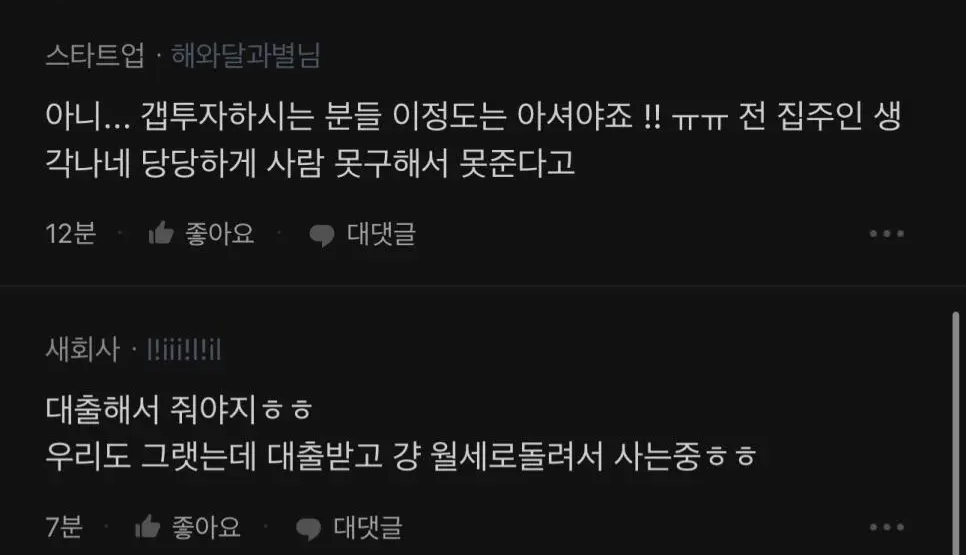 스타트업 · 해와달과별님
아니... 갭투자하시는 분들 이정도는 아셔야죠 !! ㅠㅠ 전 집주인 생
각나네 당당하게 사람 못구해서 못준다고
12분 · 좋아요 · 대댓글
새회사 · l!iii!l!il
대출해서 줘야지ㅎㅎ
우리도 그랫는데 대출받고 걍 월세로돌려서 사는중ㅎㅎ
7분 · 좋아요 · 대댓글